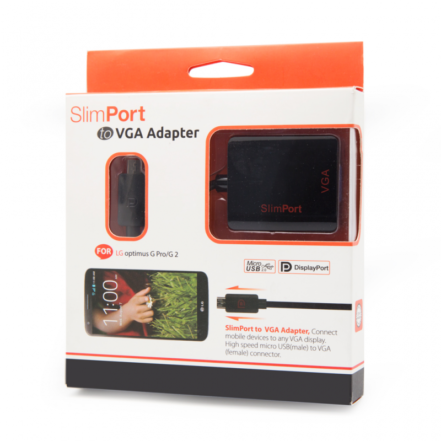 SlimPort
to VGA Adapter
VGA
SlimPort
FOR LG optimus G Pro/G 2
Micro
USB
DisplayPort
11:00
LG
SlimPort to VGA Adapter, Connect
mobile devices to any VGA display.
High speed micro USB(male) to VGA
(female) connector.